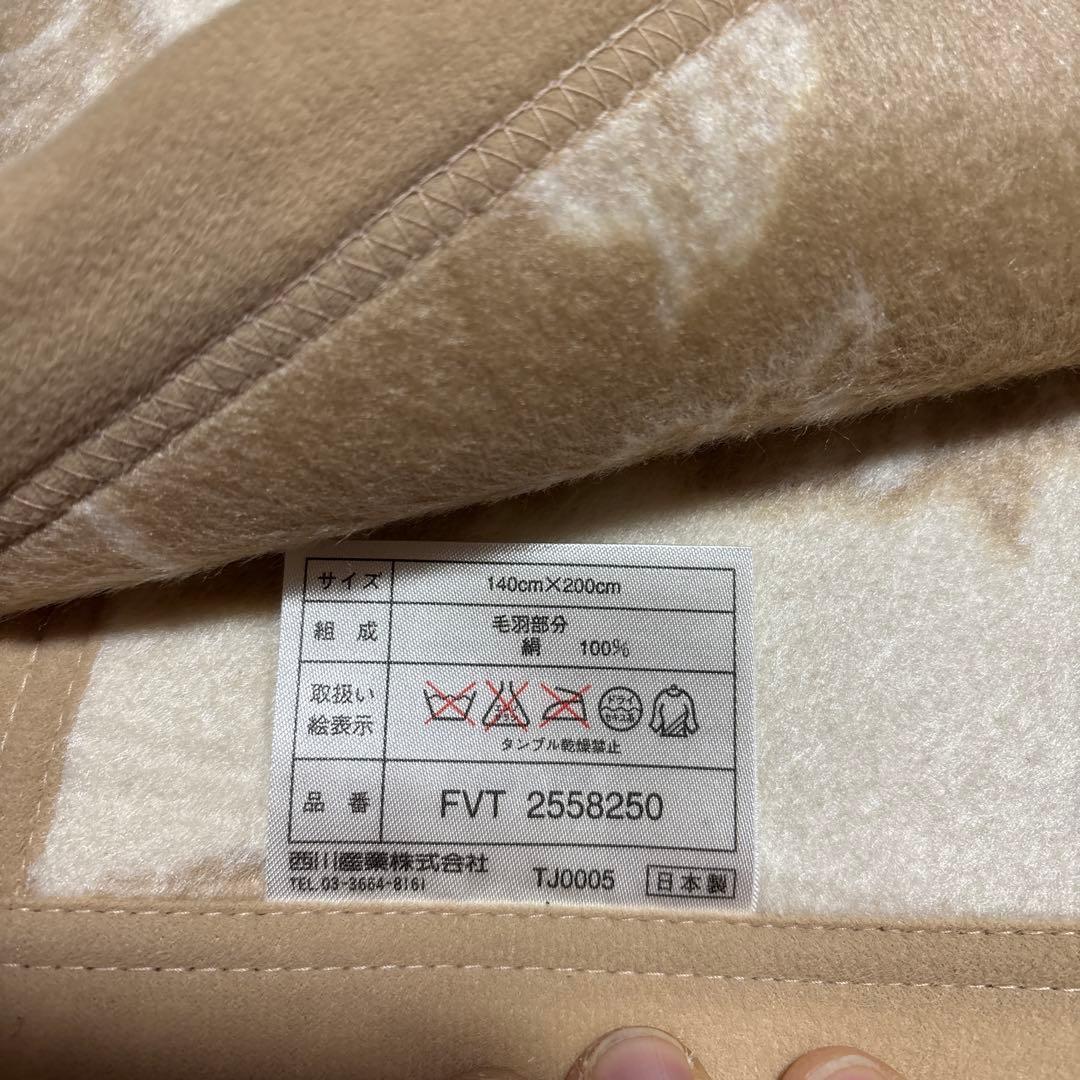 サイズ 140cm×200cm
組成 毛羽部分
絹 100%
取扱い
絵表示
タンブル乾燥禁止
品番 FVT 2558250
西川産業株式会社
TEL.03-3664-8161 TJ0005 日本製